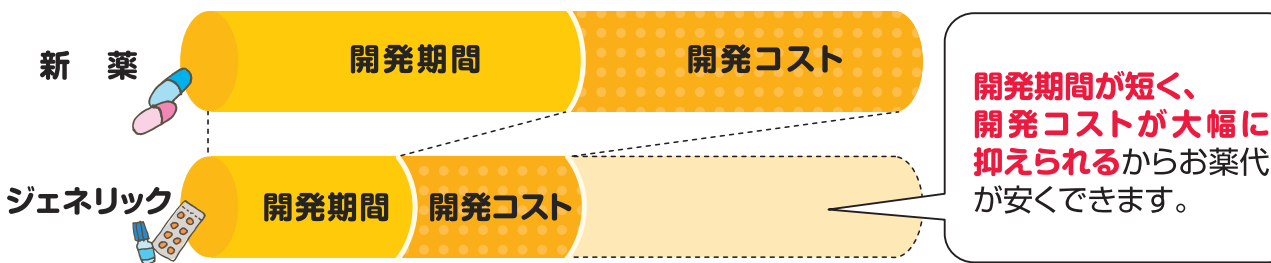 新　薬
開発期間
開発コスト
ジェネリック
開発期間
開発コスト
開発期間が短く、
開発コストが大幅に
抑えられるからお薬代
が安くできます。